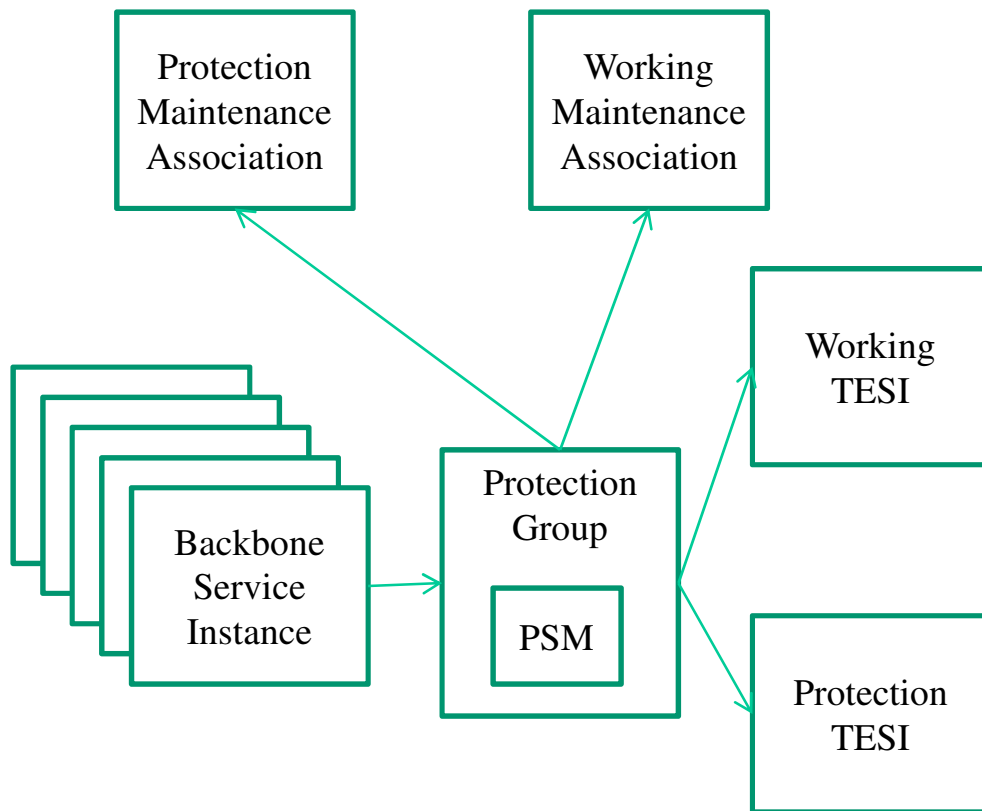 Protection
Maintenance
Association
Working
Maintenance
Association
Working
TESI
Backbone
Service
Instance
Protection
Group
PSM
Protection
TESI